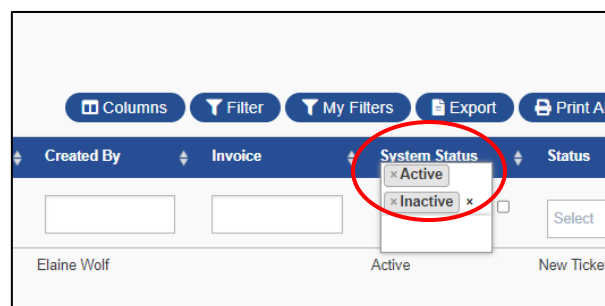 Columns Filter My Filters Export Print A
Created By Invoice System Status Status
× Active
× Inactive ×
Select
Elaine Wolf Active New Ticke